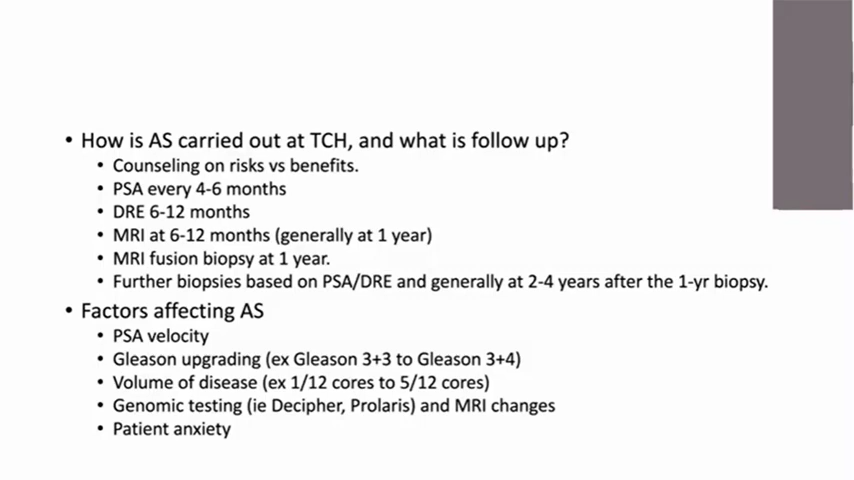 • How is AS carried out at TCH, and what is follow up?
• Counseling on risks vs benefits.
• PSA every 4-6 months
• DRE 6-12 months
• MRI at 6-12 months (generally at 1 year)
• MRI fusion biopsy at 1 year.
• Further biopsies based on PSA/DRE and generally at 2-4 years after the 1-yr biopsy.
• Factors affecting AS
• PSA velocity
• Gleason upgrading (ex Gleason 3+3 to Gleason 3+4)
• Volume of disease (ex 1/12 cores to 5/12 cores)
• Genomic testing (ie Decipher, Prolaris) and MRI changes
• Patient anxiety